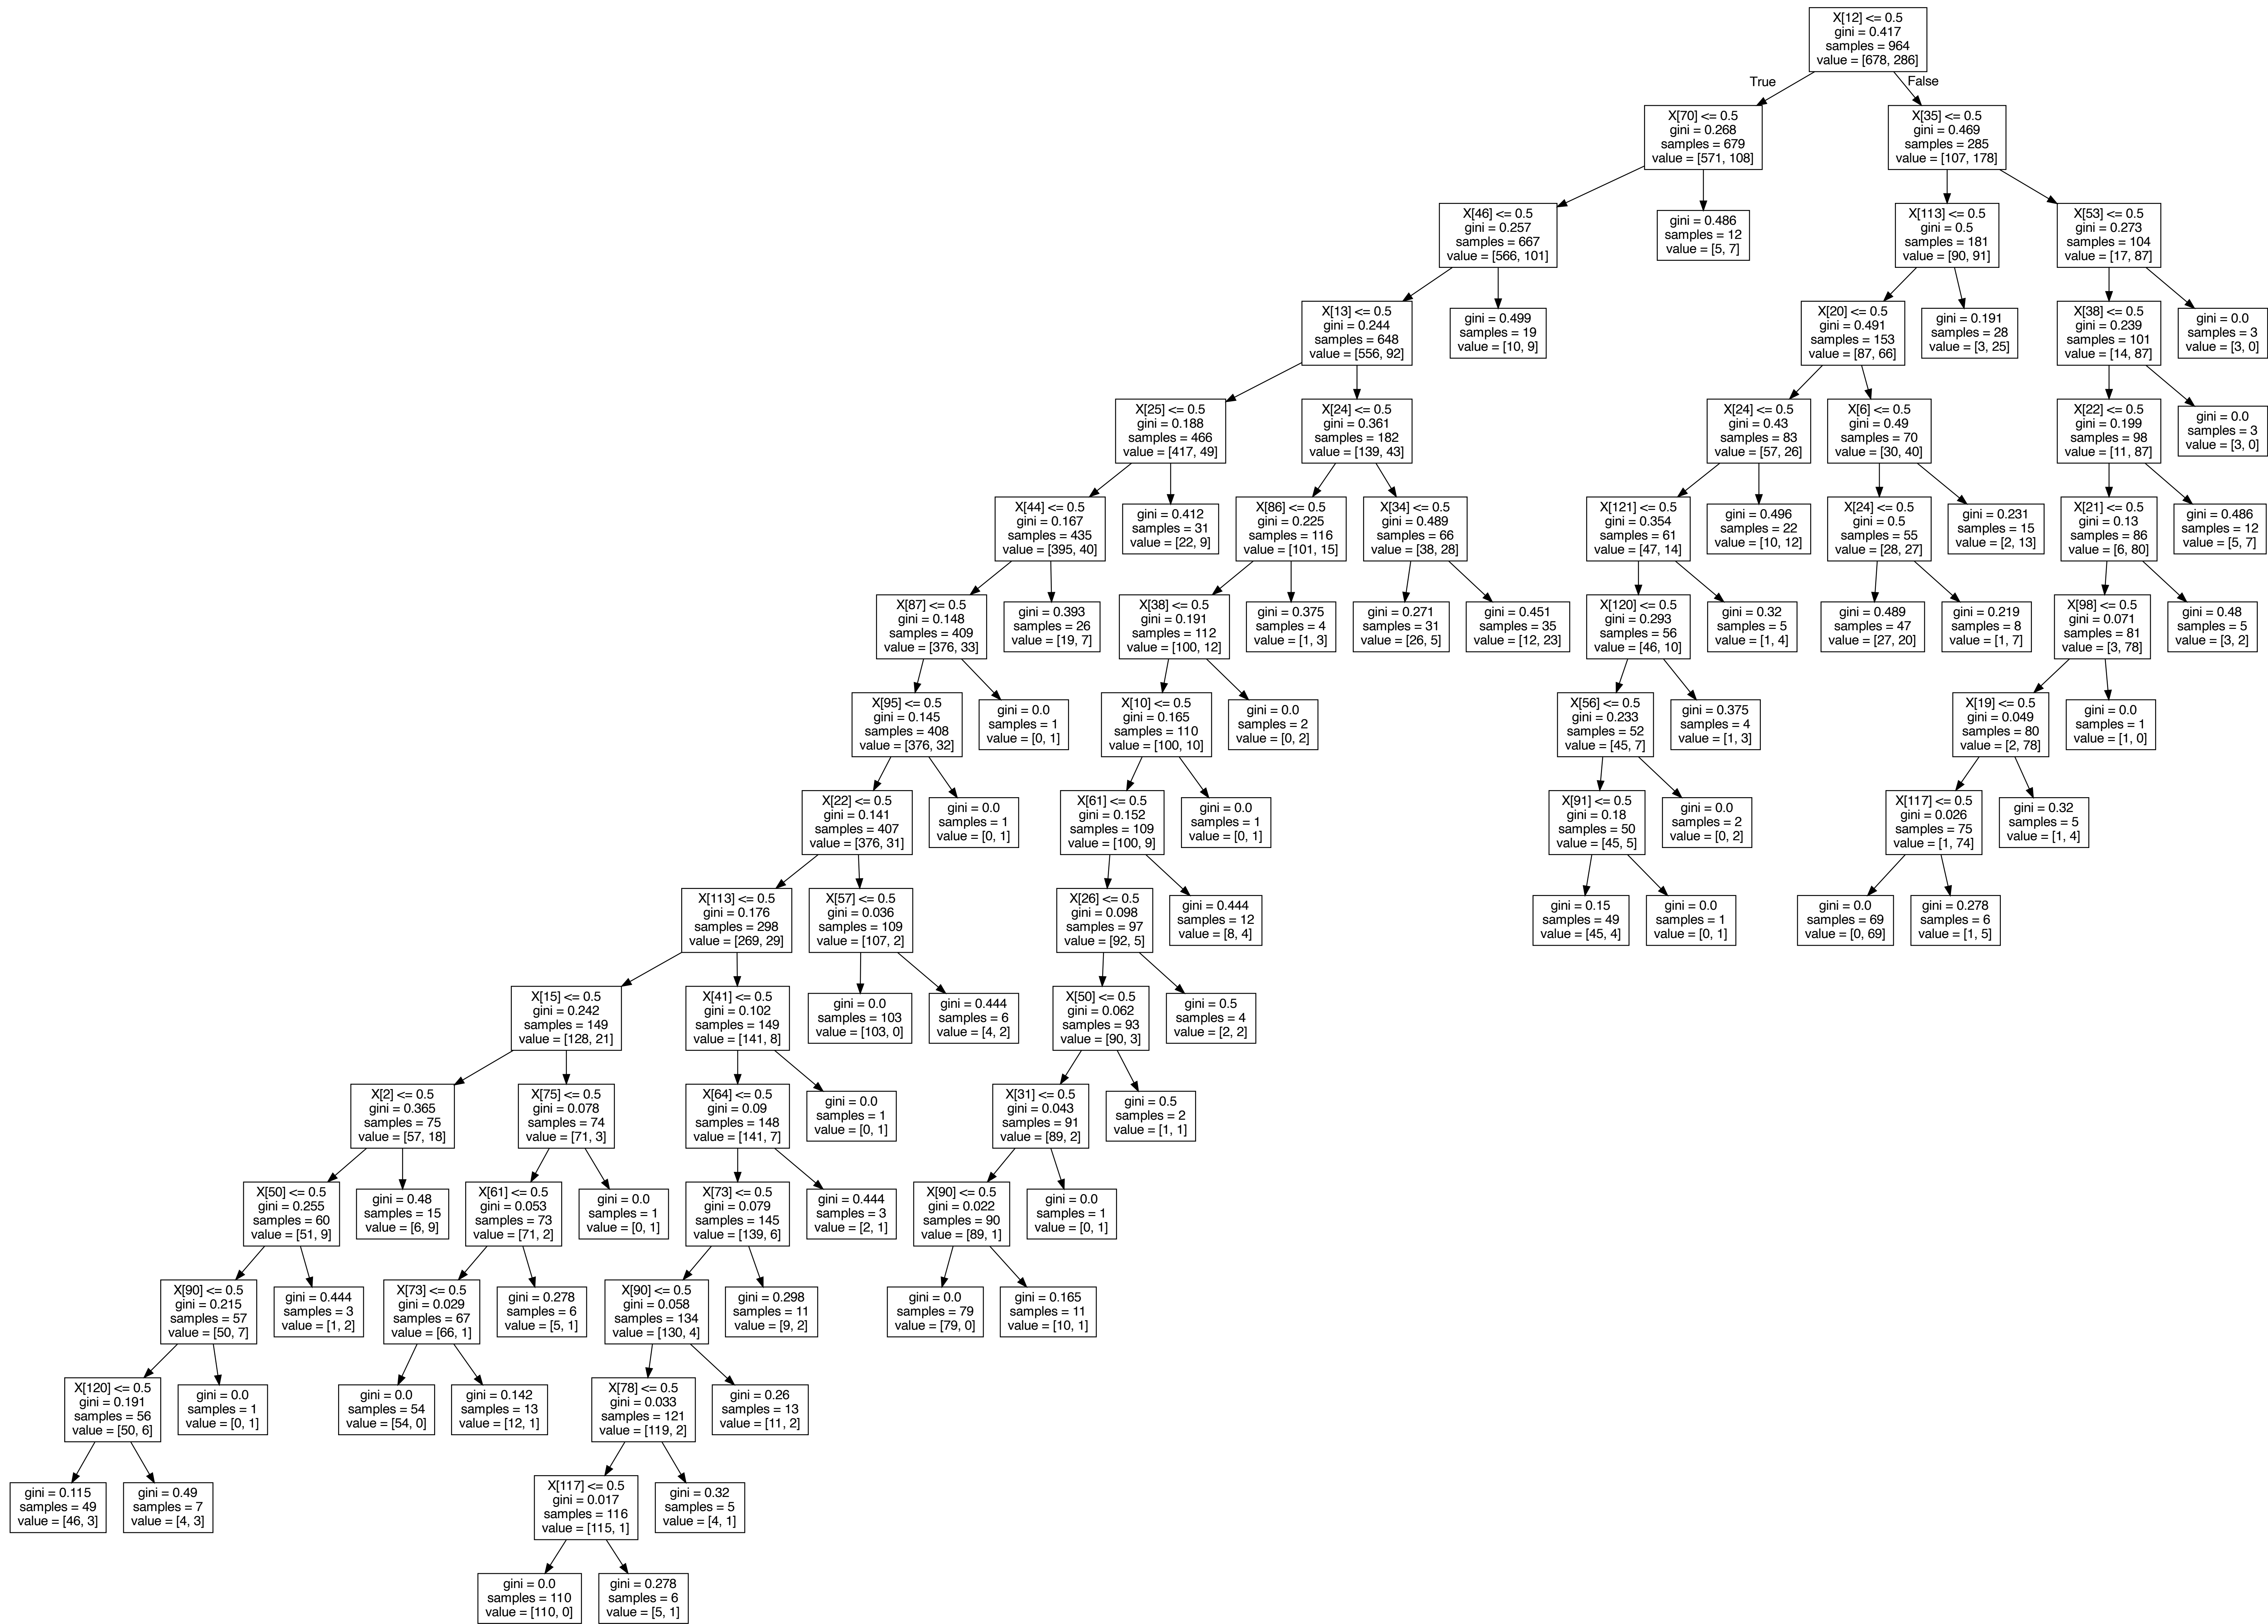 X[12] <= 0.5
gini = 0.417
samples = 964
value = [678, 286]
True
False
X[70] <= 0.5
gini = 0.268
samples = 679
value = [571, 108]
X[35] <= 0.5
gini = 0.469
samples = 285
value = [107, 178]
X[46] <= 0.5
gini = 0.257
samples = 667
value = [566, 101]
gini = 0.486
samples = 12
value = [5, 7]
X[113] <= 0.5
gini = 0.5
samples = 181
value = [90, 91]
X[53] <= 0.5
gini = 0.273
samples = 104
value = [17, 87]
X[13] <= 0.5
gini = 0.244
samples = 648
value = [556, 92]
gini = 0.499
samples = 19
value = [10, 9]
X[20] <= 0.5
gini = 0.491
samples = 153
value = [87, 66]
gini = 0.191
samples = 28
value = [3, 25]
X[38] <= 0.5
gini = 0.239
samples = 101
value = [14, 87]
gini = 0.0
samples = 3
value = [3, 0]
X[25] <= 0.5
gini = 0.188
samples = 466
value = [417, 49]
X[24] <= 0.5
gini = 0.361
samples = 182
value = [139, 43]
X[24] <= 0.5
gini = 0.43
samples = 83
value = [57, 26]
X[6] <= 0.5
gini = 0.49
samples = 70
value = [30, 40]
X[22] <= 0.5
gini = 0.199
samples = 98
value = [11, 87]
gini = 0.0
samples = 3
value = [3, 0]
X[44] <= 0.5
gini = 0.167
samples = 435
value = [395, 40]
gini = 0.412
samples = 31
value = [22, 9]
X[86] <= 0.5
gini = 0.225
samples = 116
value = [101, 15]
X[34] <= 0.5
gini = 0.489
samples = 66
value = [38, 28]
X[121] <= 0.5
gini = 0.354
samples = 61
value = [47, 14]
gini = 0.496
samples = 22
value = [10, 12]
X[24] <= 0.5
gini = 0.5
samples = 55
value = [28, 27]
gini = 0.231
samples = 15
value = [2, 13]
X[21] <= 0.5
gini = 0.13
samples = 86
value = [6, 80]
gini = 0.486
samples = 12
value = [5, 7]
X[87] <= 0.5
gini = 0.148
samples = 409
value = [376, 33]
gini = 0.393
samples = 26
value = [19, 7]
X[38] <= 0.5
gini = 0.191
samples = 112
value = [100, 12]
gini = 0.375
samples = 4
value = [1, 3]
gini = 0.271
samples = 31
value = [26, 5]
gini = 0.451
samples = 35
value = [12, 23]
X[120] <= 0.5
gini = 0.293
samples = 56
value = [46, 10]
gini = 0.32
samples = 5
value = [1, 4]
gini = 0.489
samples = 47
value = [27, 20]
gini = 0.219
samples = 8
value = [1, 7]
X[98] <= 0.5
gini = 0.071
samples = 81
value = [3, 78]
gini = 0.48
samples = 5
value = [3, 2]
X[95] <= 0.5
gini = 0.145
samples = 408
value = [376, 32]
gini = 0.0
samples = 1
value = [0, 1]
X[10] <= 0.5
gini = 0.165
samples = 110
value = [100, 10]
gini = 0.0
samples = 2
value = [0, 2]
X[56] <= 0.5
gini = 0.233
samples = 52
value = [45, 7]
gini = 0.375
samples = 4
value = [1, 3]
X[19] <= 0.5
gini = 0.049
samples = 80
value = [2, 78]
gini = 0.0
samples = 1
value = [1, 0]
X[22] <= 0.5
gini = 0.141
samples = 407
value = [376, 31]
gini = 0.0
samples = 1
value = [0, 1]
X[61] <= 0.5
gini = 0.152
samples = 109
value = [100, 9]
gini = 0.0
samples = 1
value = [0, 1]
X[91] <= 0.5
gini = 0.18
samples = 50
value = [45, 5]
gini = 0.0
samples = 2
value = [0, 2]
X[117] <= 0.5
gini = 0.026
samples = 75
value = [1, 74]
gini = 0.32
samples = 5
value = [1, 4]
X[113] <= 0.5
gini = 0.176
samples = 298
value = [269, 29]
X[57] <= 0.5
gini = 0.036
samples = 109
value = [107, 2]
X[26] <= 0.5
gini = 0.098
samples = 97
value = [92, 5]
gini = 0.444
samples = 12
value = [8, 4]
gini = 0.15
samples = 49
value = [45, 4]
gini = 0.0
samples = 1
value = [0, 1]
gini = 0.0
samples = 69
value = [0, 69]
gini = 0.278
samples = 6
value = [1, 5]
X[15] <= 0.5
gini = 0.242
samples = 149
value = [128, 21]
X[41] <= 0.5
gini = 0.102
samples = 149
value = [141, 8]
gini = 0.0
samples = 103
value = [103, 0]
gini = 0.444
samples = 6
value = [4, 2]
X[50] <= 0.5
gini = 0.062
samples = 93
value = [90, 3]
gini = 0.5
samples = 4
value = [2, 2]
X[2] <= 0.5
gini = 0.365
samples = 75
value = [57, 18]
X[75] <= 0.5
gini = 0.078
samples = 74
value = [71, 3]
X[64] <= 0.5
gini = 0.09
samples = 148
value = [141, 7]
gini = 0.0
samples = 1
value = [0, 1]
X[31] <= 0.5
gini = 0.043
samples = 91
value = [89, 2]
gini = 0.5
samples = 2
value = [1, 1]
X[50] <= 0.5
gini = 0.255
samples = 60
value = [51, 9]
gini = 0.48
samples = 15
value = [6, 9]
X[61] <= 0.5
gini = 0.053
samples = 73
value = [71, 2]
gini = 0.0
samples = 1
value = [0, 1]
X[73] <= 0.5
gini = 0.079
samples = 145
value = [139, 6]
gini = 0.444
samples = 3
value = [2, 1]
X[90] <= 0.5
gini = 0.022
samples = 90
value = [89, 1]
gini = 0.0
samples = 1
value = [0, 1]
X[90] <= 0.5
gini = 0.215
samples = 57
value = [50, 7]
gini = 0.444
samples = 3
value = [1, 2]
X[73] <= 0.5
gini = 0.029
samples = 67
value = [66, 1]
gini = 0.278
samples = 6
value = [5, 1]
X[90] <= 0.5
gini = 0.058
samples = 134
value = [130, 4]
gini = 0.298
samples = 11
value = [9, 2]
gini = 0.0
samples = 79
value = [79, 0]
gini = 0.165
samples = 11
value = [10, 1]
X[120] <= 0.5
gini = 0.191
samples = 56
value = [50, 6]
gini = 0.0
samples = 1
value = [0, 1]
gini = 0.0
samples = 54
value = [54, 0]
gini = 0.142
samples = 13
value = [12, 1]
X[78] <= 0.5
gini = 0.033
samples = 121
value = [119, 2]
gini = 0.26
samples = 13
value = [11, 2]
gini = 0.115
samples = 49
value = [46, 3]
gini = 0.49
samples = 7
value = [4, 3]
X[117] <= 0.5
gini = 0.017
samples = 116
value = [115, 1]
gini = 0.32
samples = 5
value = [4, 1]
gini = 0.0
samples = 110
value = [110, 0]
gini = 0.278
samples = 6
value = [5, 1]